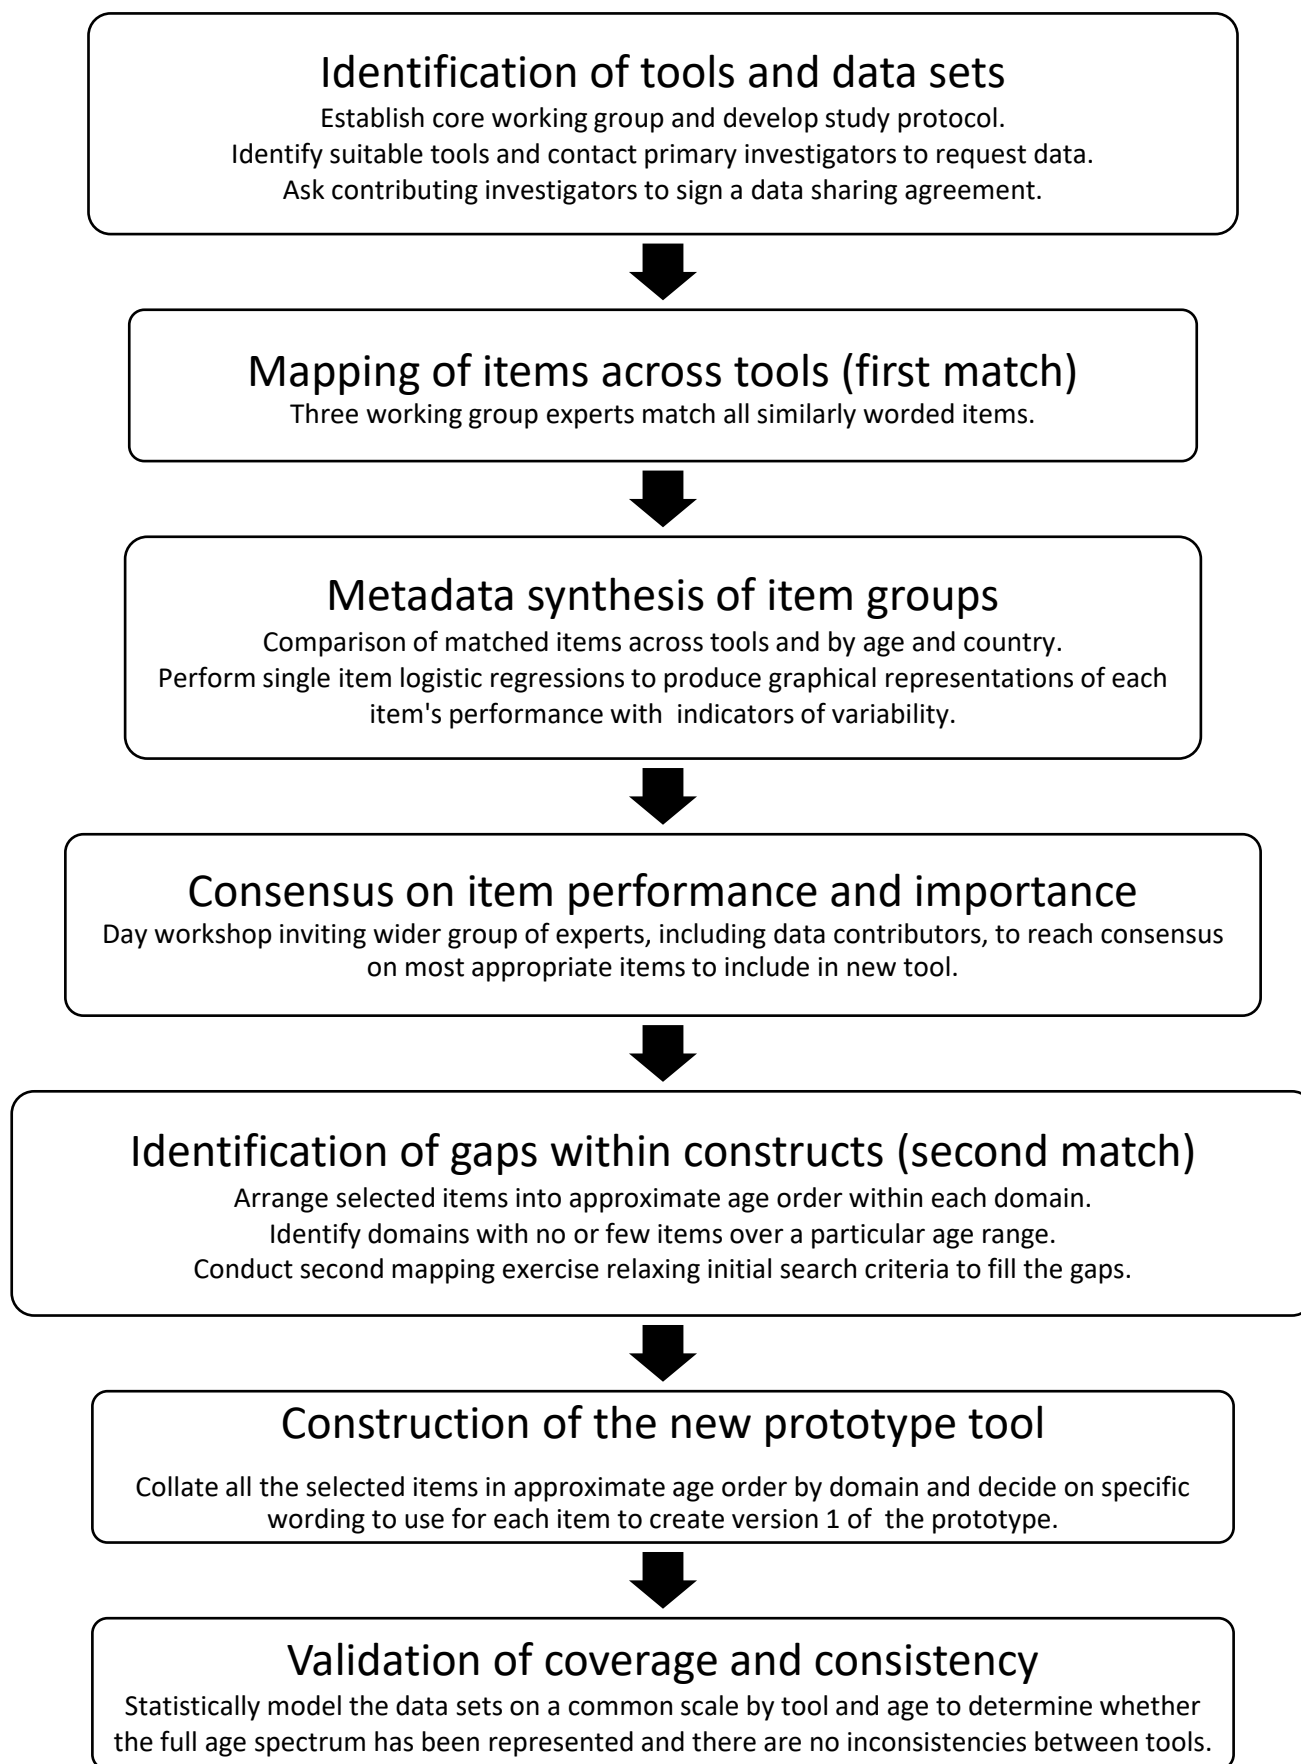 Identification of tools and data sets
Establish core working group and develop study protocol.
Identify suitable tools and contact primary investigators to request data.
Ask contributing investigators to sign a data sharing agreement.
Mapping of items across tools (first match)
Three working group experts match all similarly worded items.
Metadata synthesis of item groups
Comparison of matched items across tools and by age and country.
Perform single item logistic regressions to produce graphical representations of each
item's performance with  indicators of variability.
Consensus on item performance and importance
Day workshop inviting wider group of experts, including data contributors, to reach consensus
on most appropriate items to include in new tool.
Identification of gaps within constructs (second match)
Arrange selected items into approximate age order within each domain.
Identify domains with no or few items over a particular age range.
Conduct second mapping exercise relaxing initial search criteria to fill the gaps.
Construction of the new prototype tool
Collate all the selected items in approximate age order by domain and decide on specific
wording to use for each item to create version 1 of  the prototype.
Validation of coverage and consistency
Statistically model the data sets on a common scale by tool and age to determine whether
the full age spectrum has been represented and there are no inconsistencies between tools.